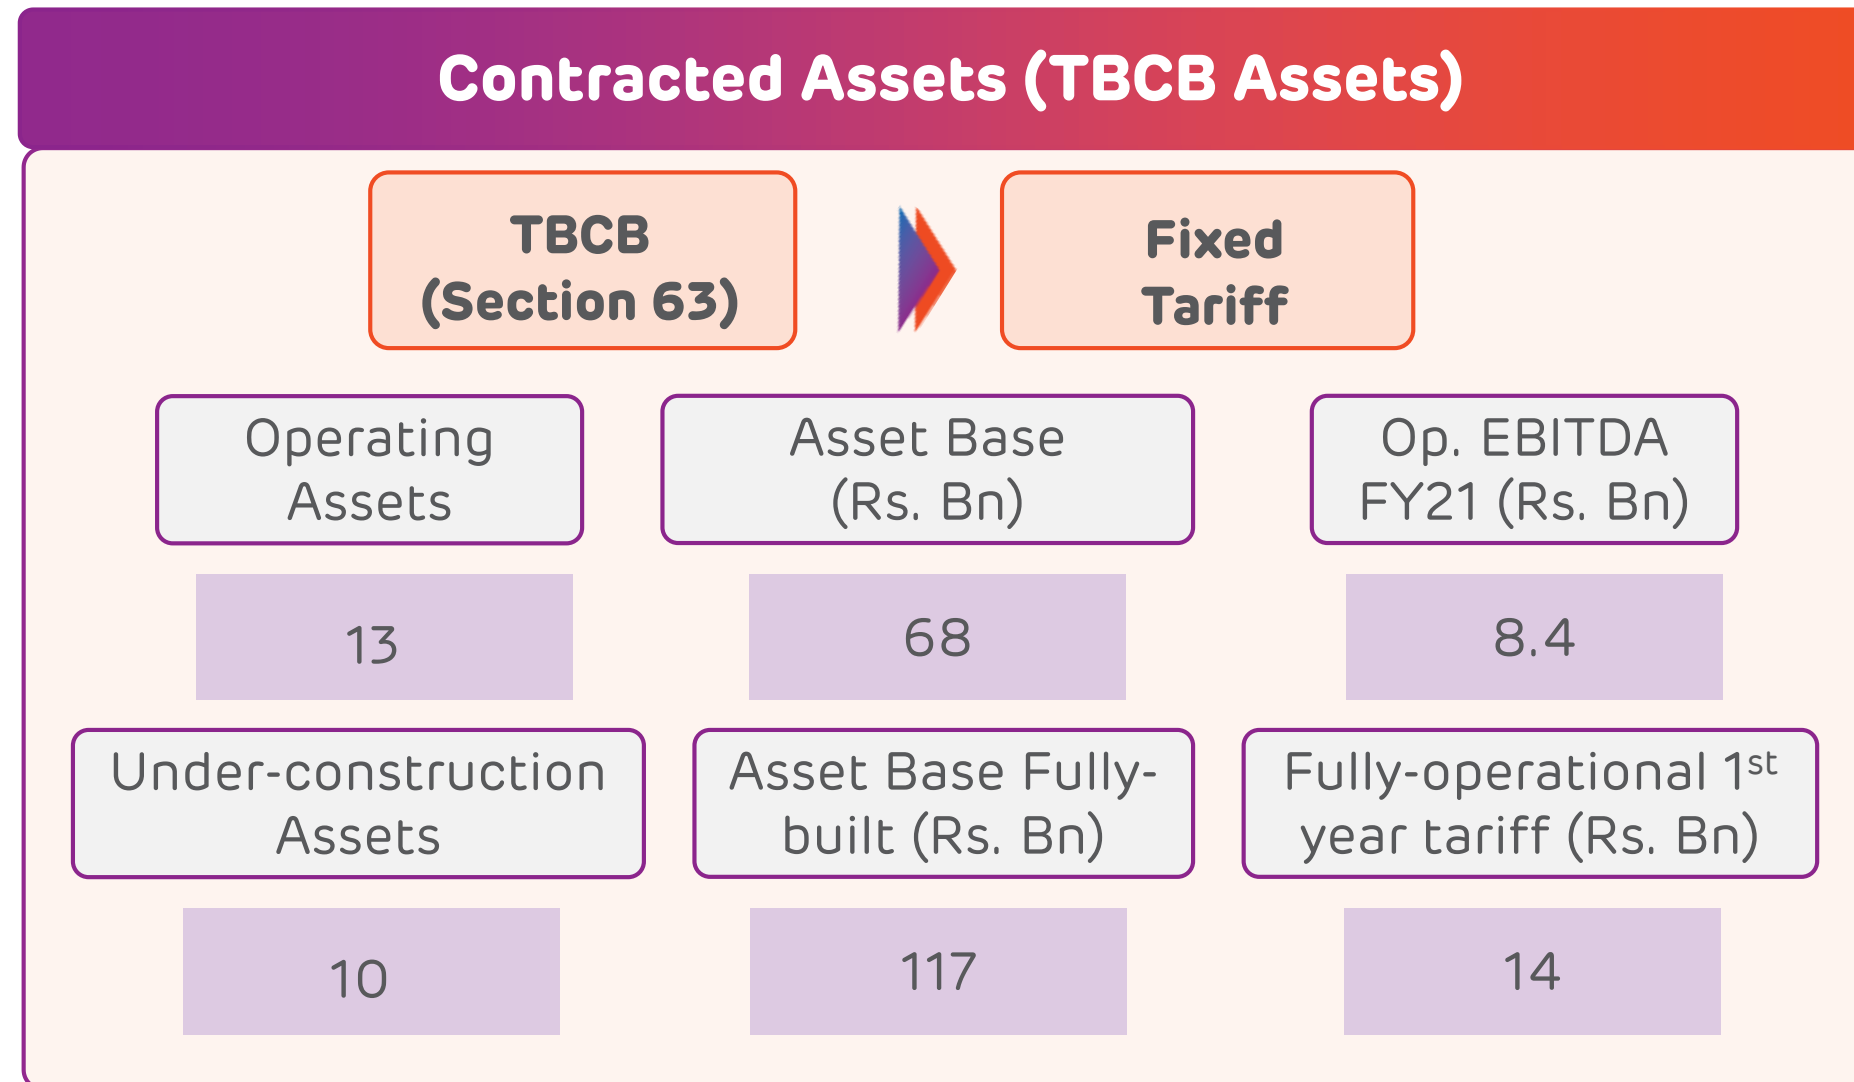 Contracted Assets (TBCB Assets)
TBCB
(Section 63)
Fixed
Tariff
Operating
Assets
Asset Base
(Rs. Bn)
Op. EBITDA
FY21 (Rs. Bn)
13
68
8.4
Under-construction
Assets
Asset Base Fully-
built (Rs. Bn)
Fully-operational 1st
year tariff (Rs. Bn)
10
117
14